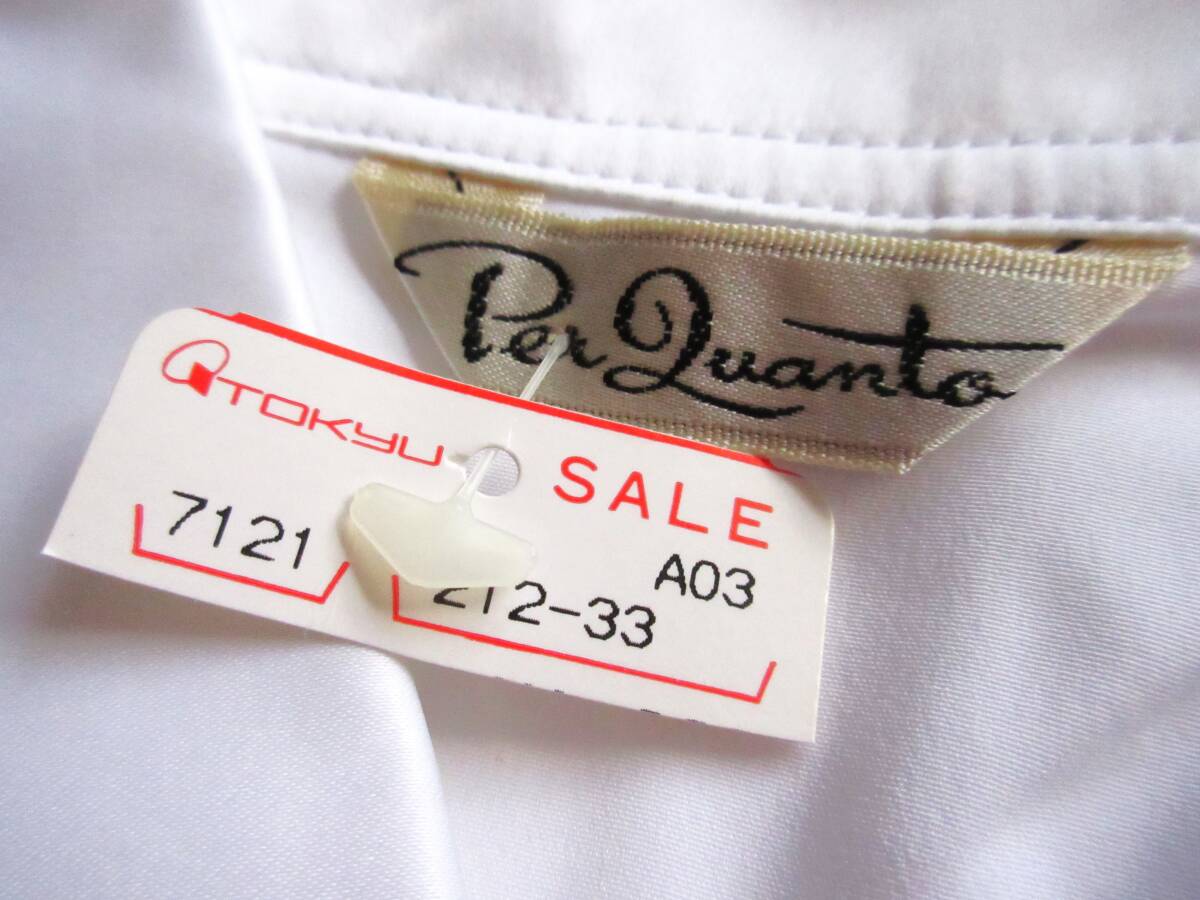 Per Quanto
TOKYU
SALE
7121
A03
212-33